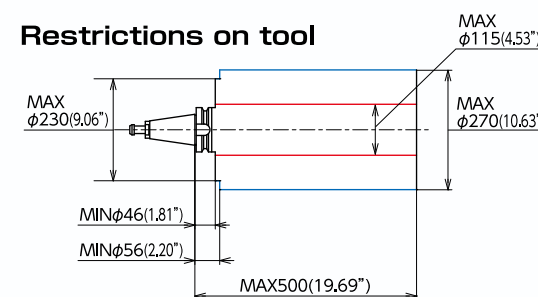 Restrictions on tool
MAX
φ115(4.53")
MAX
φ230(9.06")
MAX
φ270(10.63")
MINφ46(1.81")
MINφ56(2.20")
MAX500(19.69")